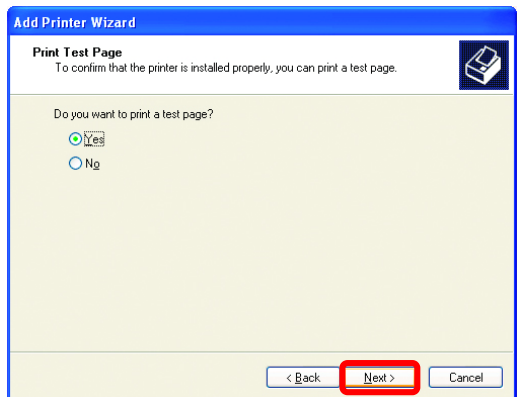 Add Printer Wizard
Print Test Page
To confirm that the printer is installed properly, you can print a test page.
Do you want to print a test page?
Yes
No
< Back
Next >
Cancel